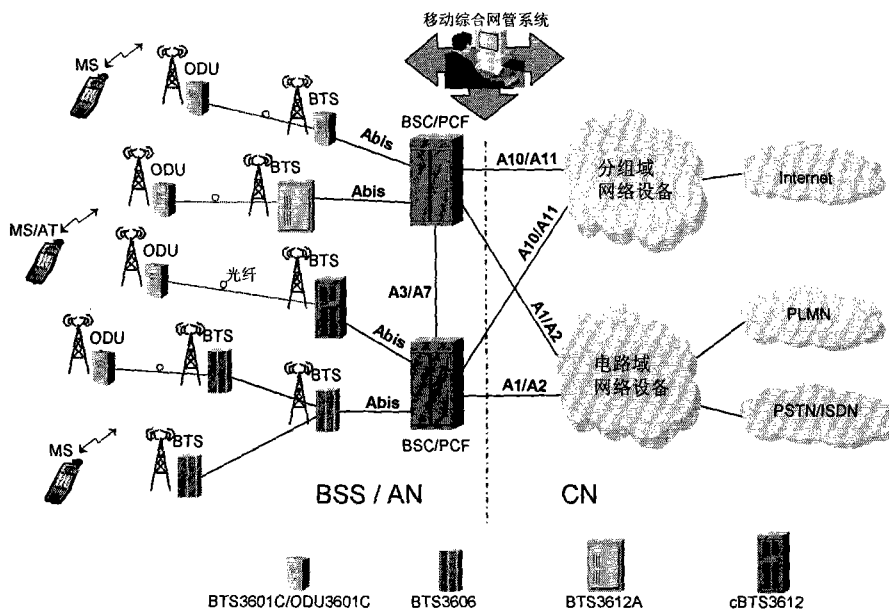 移动综合网管系统
MS
ODU
BTS
BSC/PCF
Abis
A10/A11
分组域
网络设备
Internet
ODU
BTS
Abis
MS/AT
ODU
光纤
BTS
A3/A7
A10/A11
A1/A2
Abis
PLMN
ODU
BTS
BTS
Abis
A1/A2
电路域
网络设备
PSTN/ISDN
BSC/PCF
MS
BTS
BSS / AN
CN
BTS3601C/ODU3601C
BTS3606
BTS3612A
cBTS3612